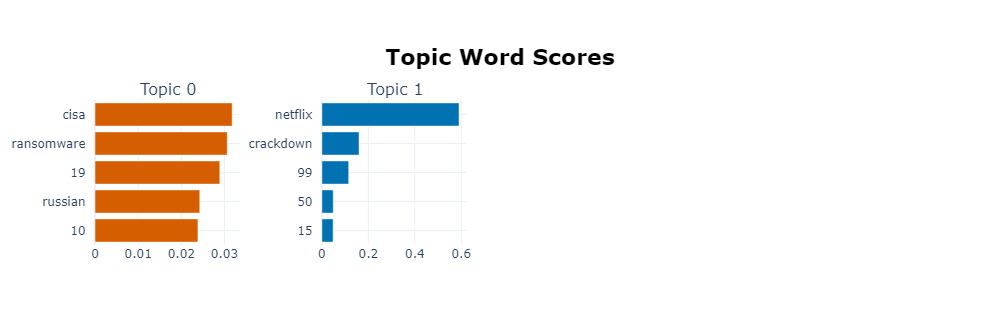 Topic Word Scores
Topic 0
cisa
ransomware
19
russian
10
0 0.01 0.02 0.03
Topic 1
netflix
crackdown
99
50
15
0 0.2 0.4 0.6